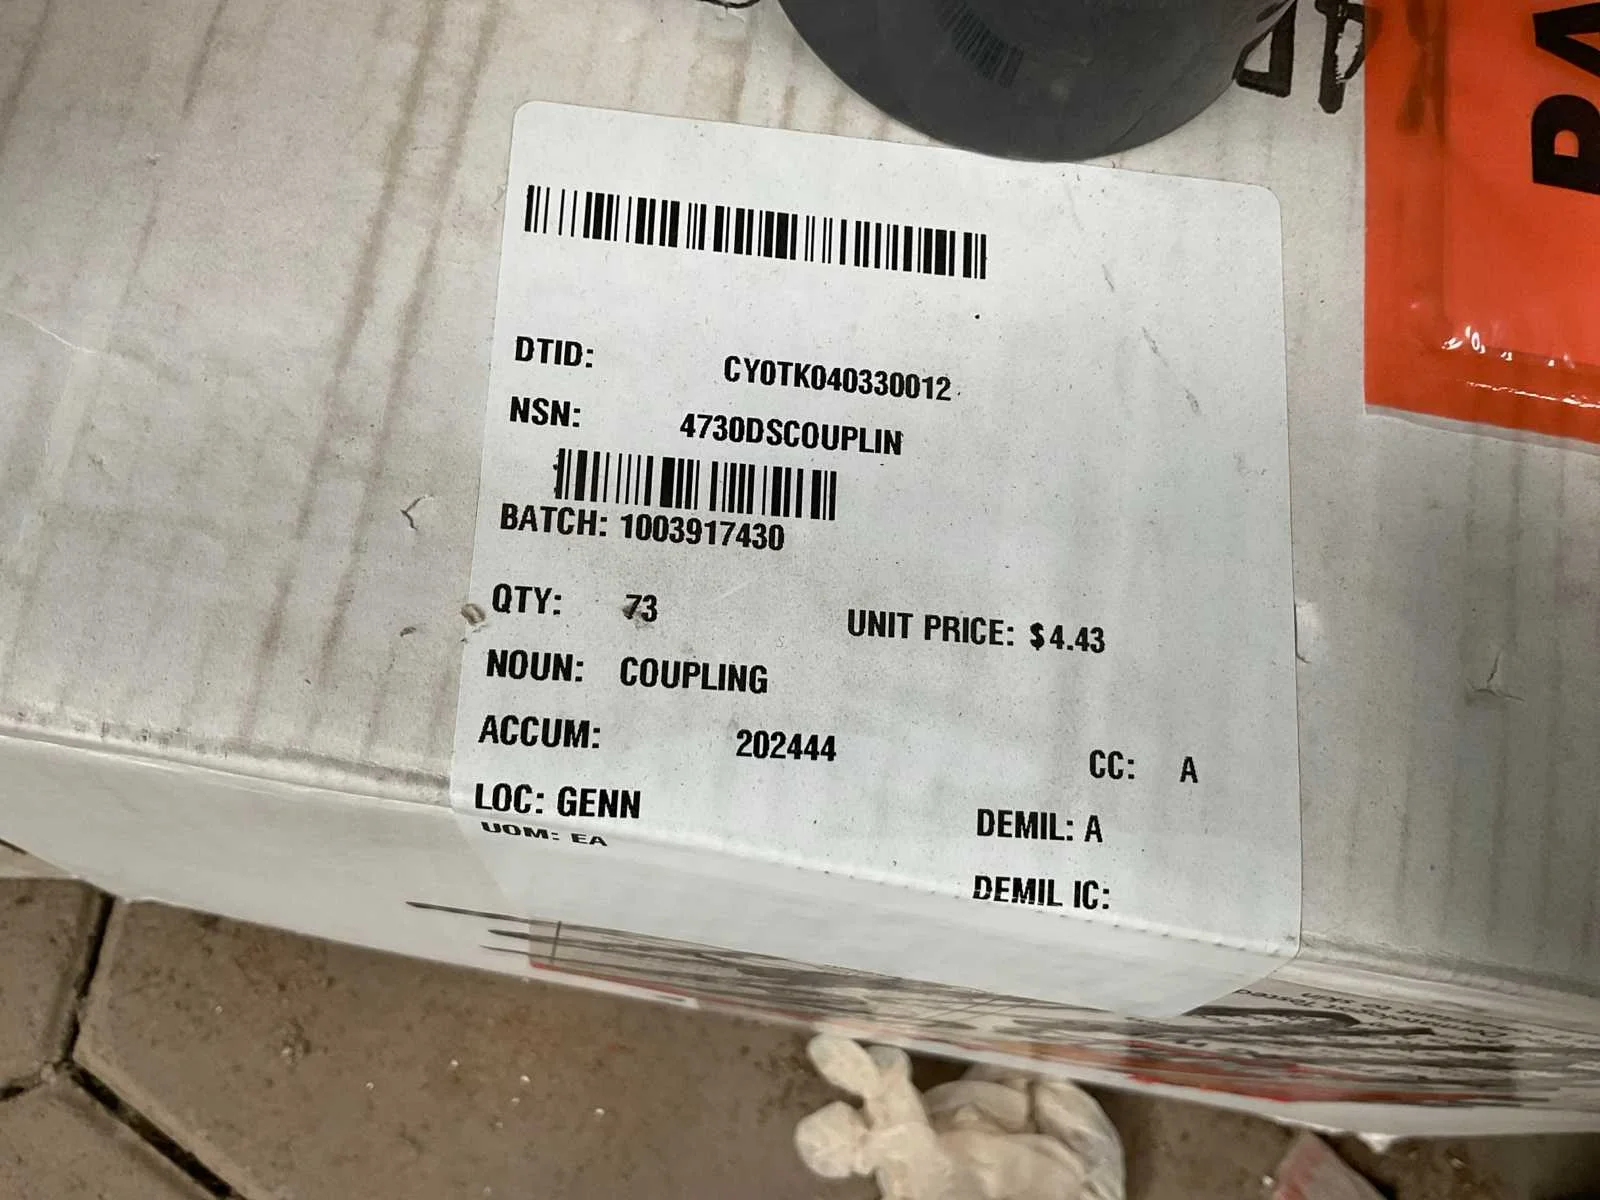 DTID: CY0TK040330012
NSN: 4730DSCOUPLIN
BATCH: 1003917430
QTY: 73 UNIT PRICE: $4.43
NOUN: COUPLING
ACCUM: 202444 CC: A
LOC: GENN DEMIL: A
UOM: EA
DEMIL IC: